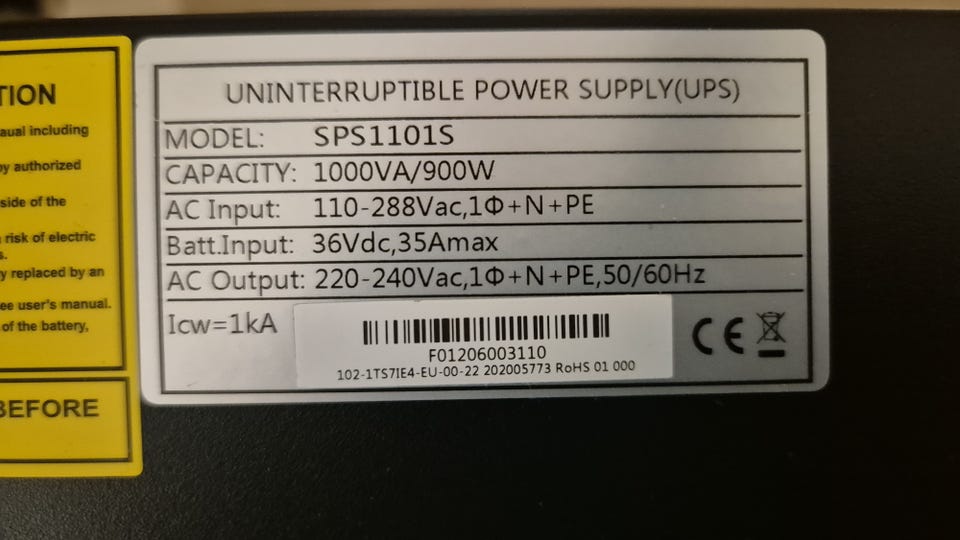 TION
aual including
by authorized
side of the
risk of electric
s.
y replaced by an
ee user's manual.
of the battery,
BEFORE
UNINTERRUPTIBLE POWER SUPPLY(UPS)
MODEL: SPS1101S
CAPACITY: 1000VA/900W
AC Input: 110-288Vac,1Φ+N+PE
Batt.Input: 36Vdc,35Amax
AC Output: 220-240Vac,1Φ+N+PE,50/60Hz
Icw=1kA
F01206003110
102-1TS7IE4-EU-00-22 202005773 RoHS 01 000
CE